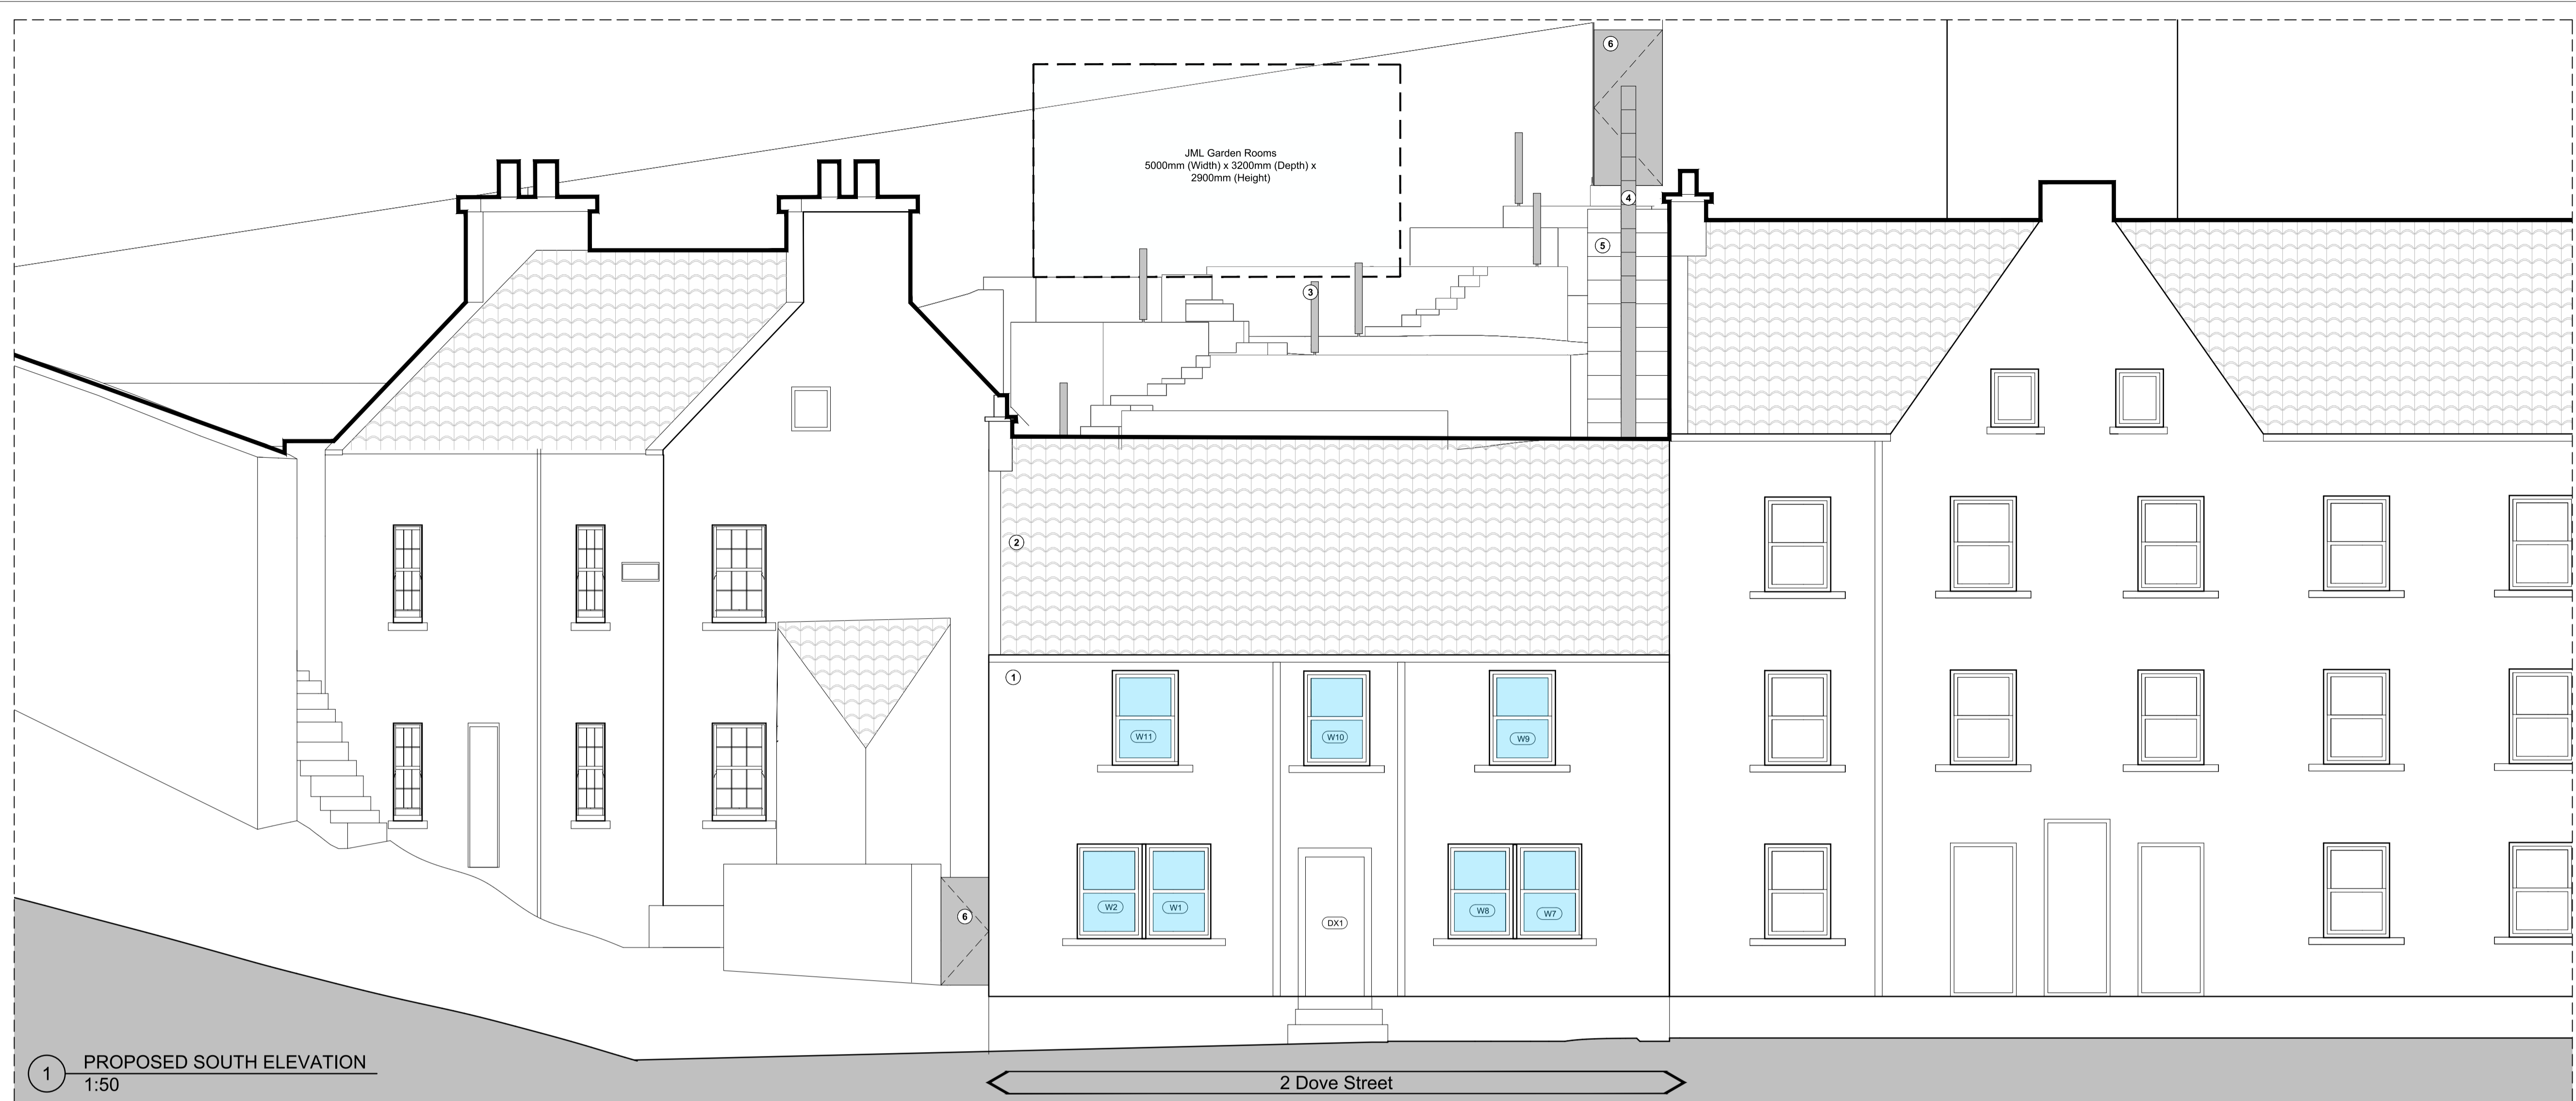 6
JML Garden Rooms
5000mm (Width) x 3200mm (Depth) x
2900mm (Height)
4
5
3
2
1
W11
W10
W9
W2
W1
W8
W7
6
DX1
1
PROPOSED SOUTH ELEVATION
1:50
2 Dove Street